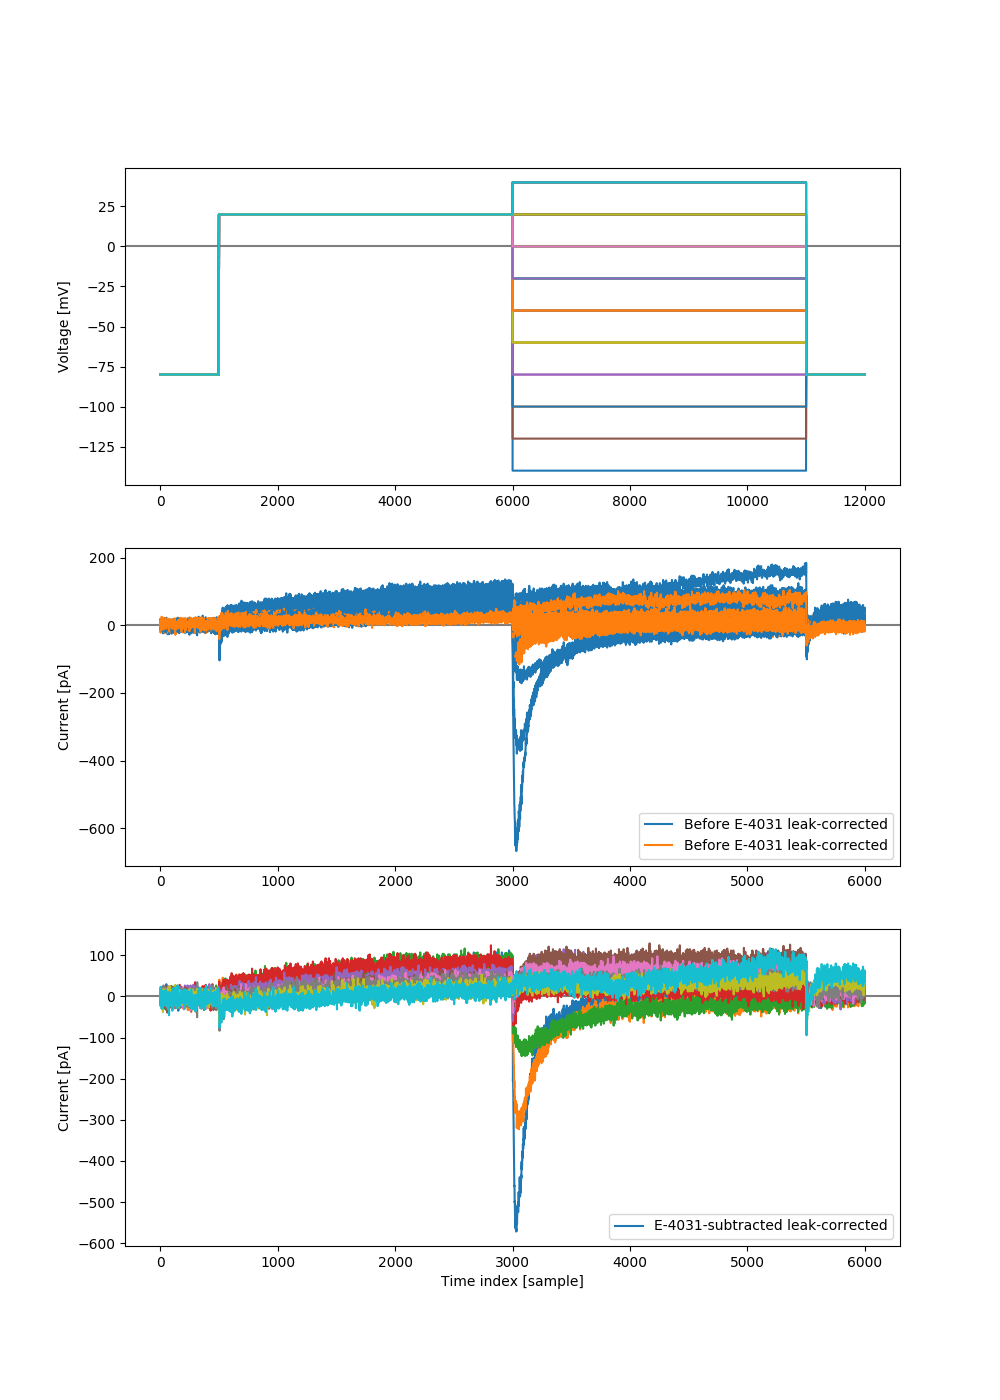 25
0
−25
−50
−75
−100
−125
Voltage [mV]
0 2000 4000 6000 8000 10000 12000
200
0
−200
−400
−600
Current [pA]
Before E-4031 leak-corrected
Before E-4031 leak-corrected
0 1000 2000 3000 4000 5000 6000
100
0
−100
−200
−300
−400
−500
−600
Current [pA]
E-4031-subtracted leak-corrected
0 1000 2000 3000 4000 5000 6000
Time index [sample]